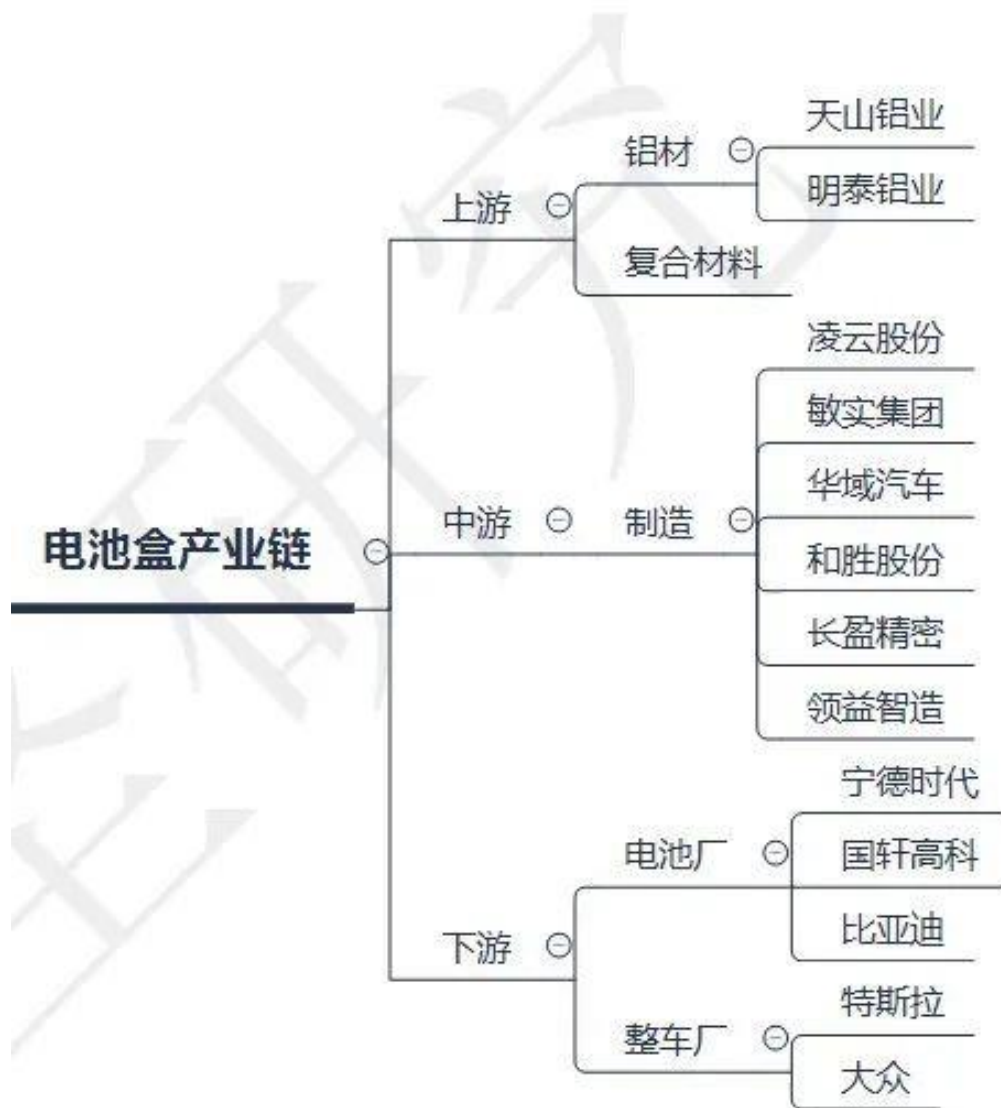 电池盒产业链
上游
铝材
天山铝业
明泰铝业
复合材料
中游
制造
凌云股份
敏实集团
华域汽车
和胜股份
长盈精密
领益智造
下游
电池厂
宁德时代
国轩高科
比亚迪
整车厂
特斯拉
大众